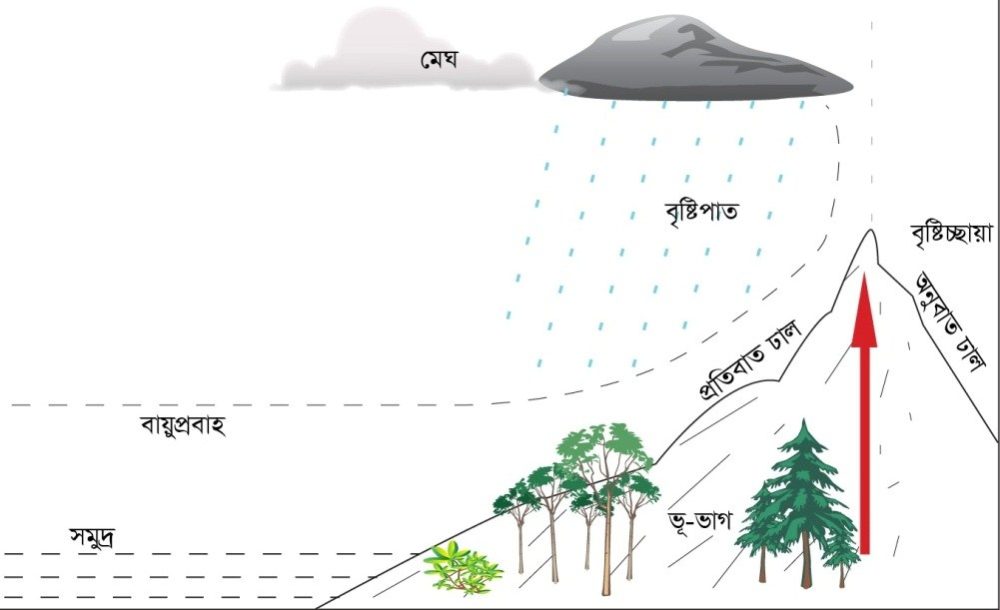 মেঘ
বৃষ্টিপাত
বৃষ্টিচ্ছায়া
অনুবাত ঢাল
প্রতিবাত ঢাল
বায়ুপ্রবাহ
ভূ-ভাগ
সমুদ্র